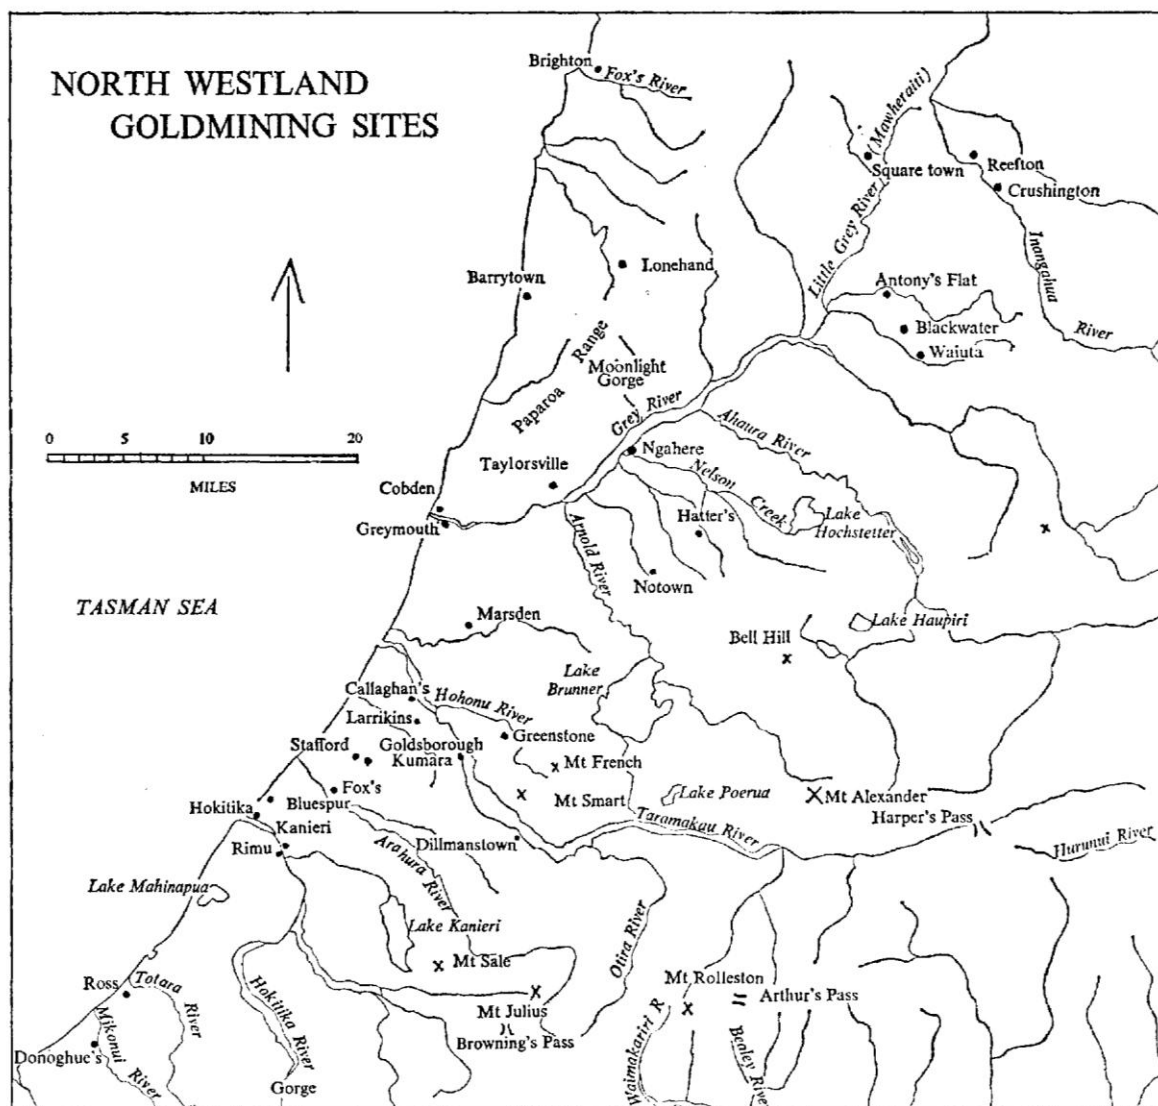 NORTH WESTLAND
GOLDMINING SITES
Brighton
Fox's River
(Mawheraiti)
Square town
Reefton
Crushington
Little Grey River
Inangahua
River
Lonehand
Barrytown
Antony's Flat
Blackwater
Waiuta
Paparoa
Range
Moonlight
Gorge
Grey River
Ahaura River
0 5 10 20
MILES
Ngahere
Taylorsville
Nelson
Creek
Cobden
Greymouth
Hatter's
Lake
Hochstetter
Arnold River
Notown
TASMAN SEA
Marsden
Lake Haupiri
Bell Hill
Lake
Brunner
Callaghan's
Hohonu River
Larrikins
Greenstone
Stafford
Goldsborough
Kumara
Mt French
Fox's
Mt Smart
Lake Poerua
Mt Alexander
Hokitika
Bluespur
Taramakau River
Harper's Pass
Kanieri
Rimu
Dillmanstown
Arahura River
Hurunui River
Lake Mahinapua
Lake Kanieri
Otira River
Mt Sale
Mt Rolleston
Ross
Totara River
Hokitika River
Mt Julius
Arthur's Pass
Mikonui River
Browning's Pass
Donoghue's
Waimakariri R
Bealey River
Gorge